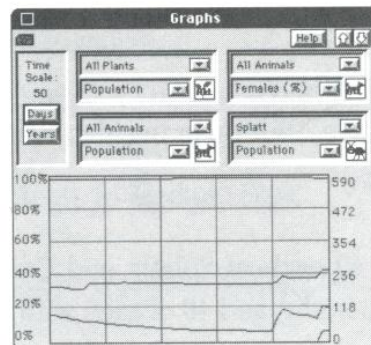 Graphs
Help
Time
Scale:
50
Days
Years
All Plants
Population
All Animals
Females (%)
All Animals
Population
Splatt
Population
100%
80%
60%
40%
20%
0%
590
472
354
236
118
0